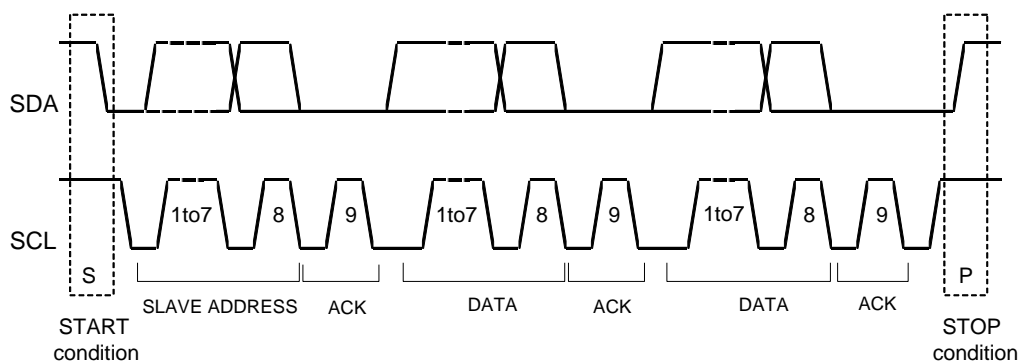 SDA
SCL
1to7 8 9 1to7 8 9 1to7 8 9
S P
SLAVE ADDRESS ACK DATA ACK DATA ACK
START
condition
STOP
condition